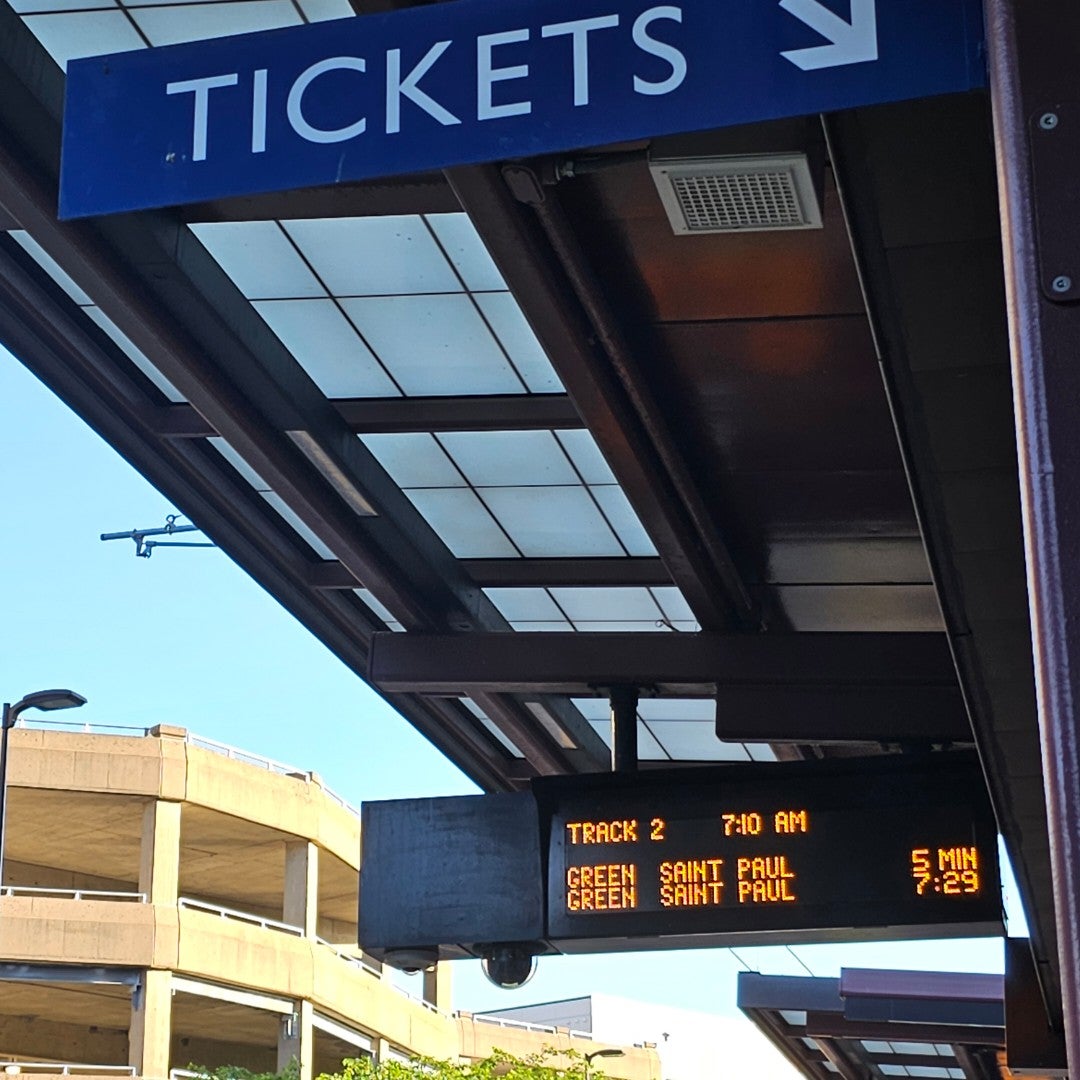 TICKETS
TRACK 2 7:10 AM
GREEN SAINT PAUL 5 MIN
GREEN SAINT PAUL 7:29